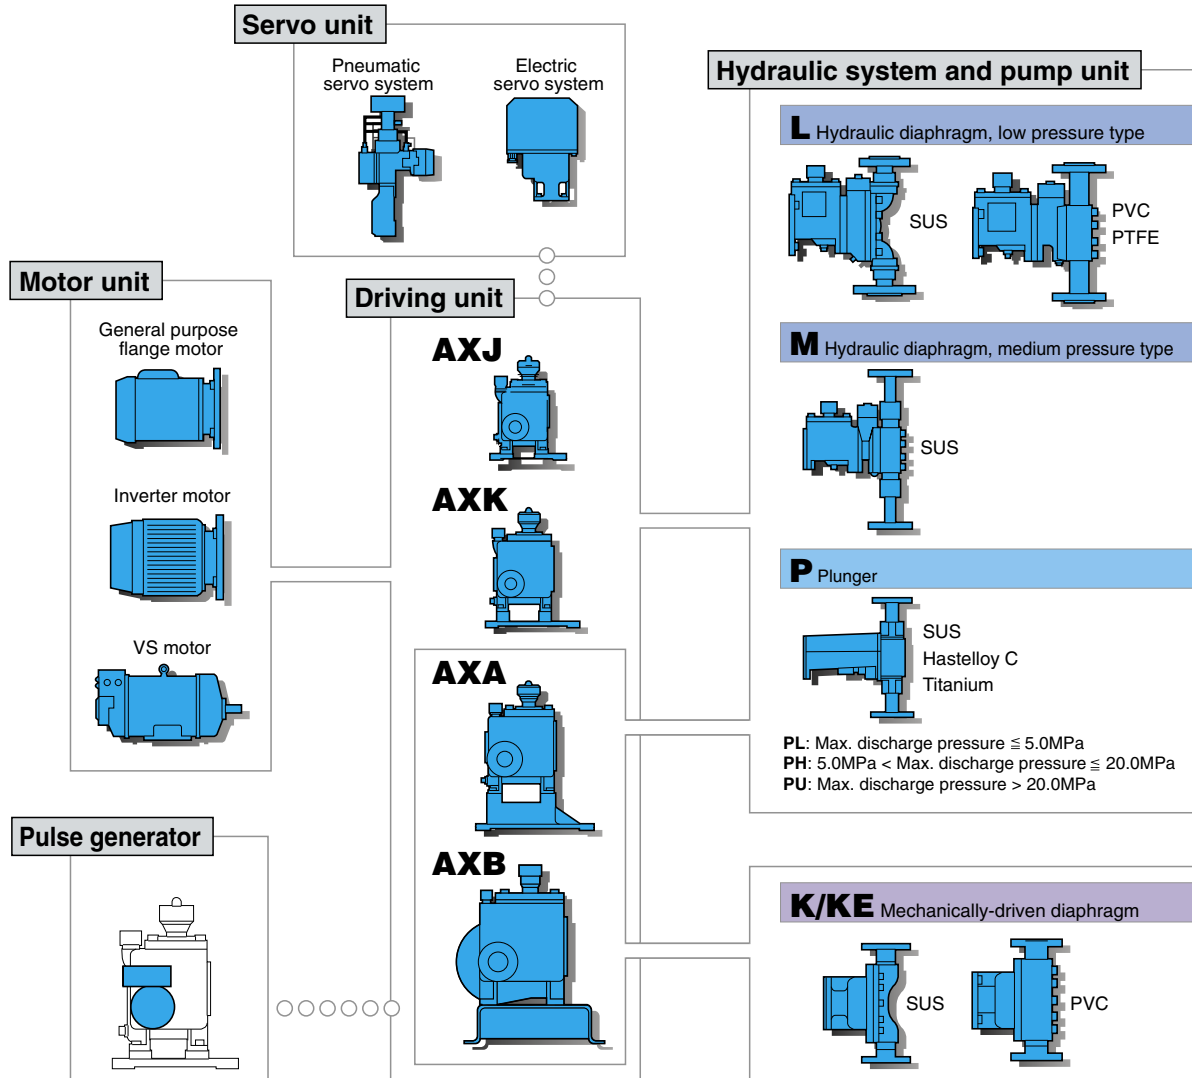 Servo unit
Pneumatic
servo system
Electric
servo system
Motor unit
General purpose
flange motor
Inverter motor
VS motor
Pulse generator
Driving unit
AXJ
AXK
AXA
AXB
Hydraulic system and pump unit
L Hydraulic diaphragm, low pressure type
SUS
PVC
PTFE
M Hydraulic diaphragm, medium pressure type
SUS
P Plunger
SUS
Hastelloy C
Titanium
PL: Max. discharge pressure ≦ 5.0MPa
PH: 5.0MPa < Max. discharge pressure ≦ 20.0MPa
PU: Max. discharge pressure > 20.0MPa
K/KE Mechanically-driven diaphragm
SUS
PVC